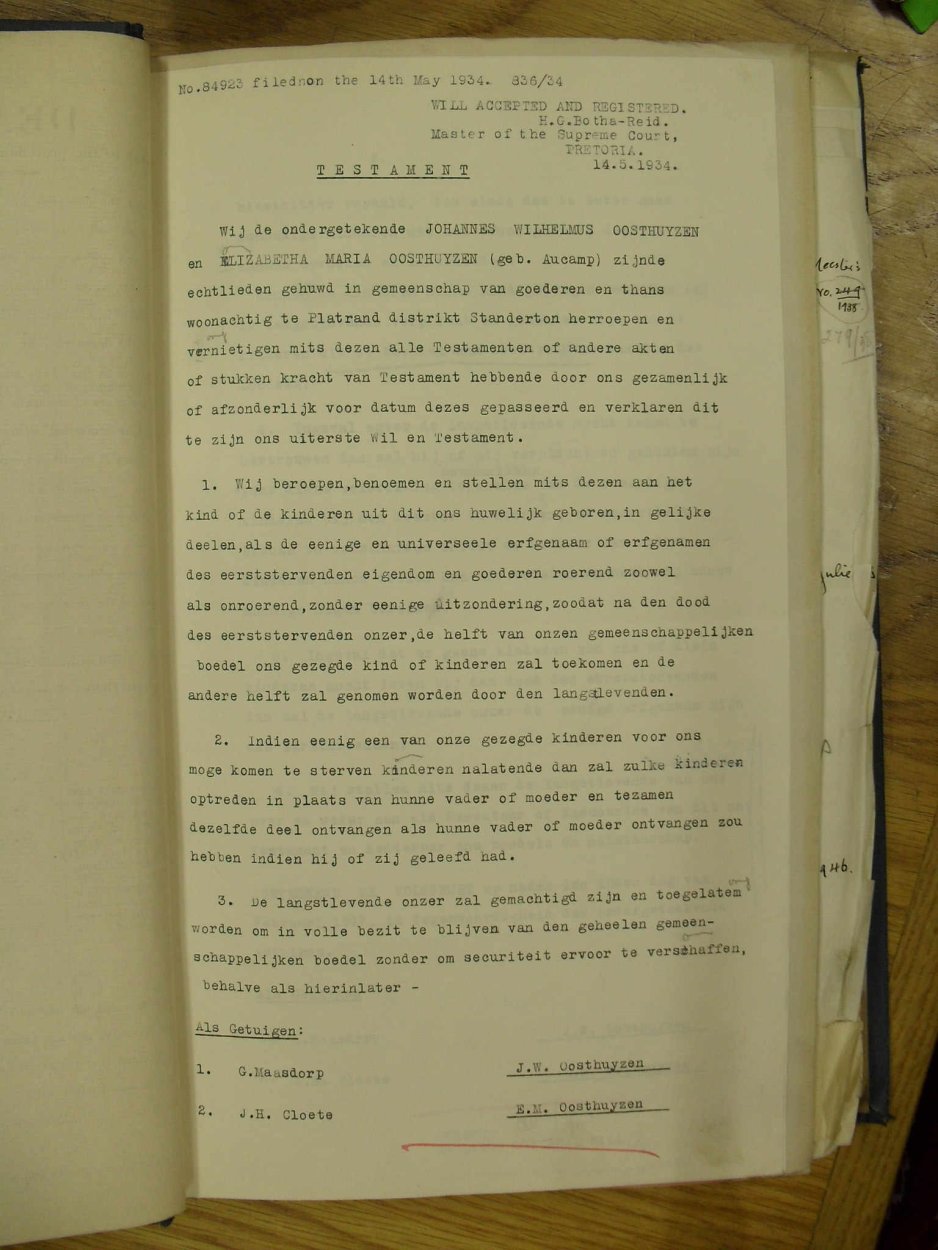 No.84923 filednon the 14th May 1934. 836/34
WILL ACCEPTED AND REGISTERED.
H.G.Botha-Reid.
Master of the Supreme Court,
PRETORIA.
14.5.1934.
T E S T A M E N T
Wij de ondergetekende JOHANNES WILHELMUS OOSTHUYZEN
en ELIZABETHA MARIA OOSTHUYZEN (geb. Aucamp) zijnde
echtlieden gehuwd in gemeenschap van goederen en thans
woonachtig te Platrand distrikt Standerton herroepen en
vernietigen mits dezen alle Testamenten of andere akten
of stukken kracht van Testament hebbende door ons gezamenlijk
of afzonderlijk voor datum dezes gepasseerd en verklaren dit
te zijn ons uiterste Wil en Testament.
1. Wij beroepen,benoemen en stellen mits dezen aan het
kind of de kinderen uit dit ons huwelijk geboren,in gelijke
deelen,als de eenige en universeele erfgenaam of erfgenamen
des eerststervenden eigendom en goederen roerend zoowel
als onroerend,zonder eenige uitzondering,zoodat na den dood
des eerststervenden onzer,de helft van onzen gemeenschappelijken
boedel ons gezegde kind of kinderen zal toekomen en de
andere helft zal genomen worden door den langstlevenden.
2. Indien eenig een van onze gezegde kinderen voor ons
moge komen te sterven kinderen nalatende dan zal zulke kinderen
optreden in plaats van hunne vader of moeder en tezamen
dezelfde deel ontvangen als hunne vader of moeder ontvangen zou
hebben indien hij of zij geleefd had.
3. De langstlevende onzer zal gemachtigd zijn en toegelatem
worden om in volle bezit te blijven van den geheelen gemeen-
schappelijken boedel zonder om securiteit ervoor te verschaffen,
behalve als hierinlater -
Als Getuigen:
1. G.Maasdorp J.W. Oosthuyzen
2. J.H. Cloete E.M. Oosthuyzen
No. 249
1938
279/38
julie
946.